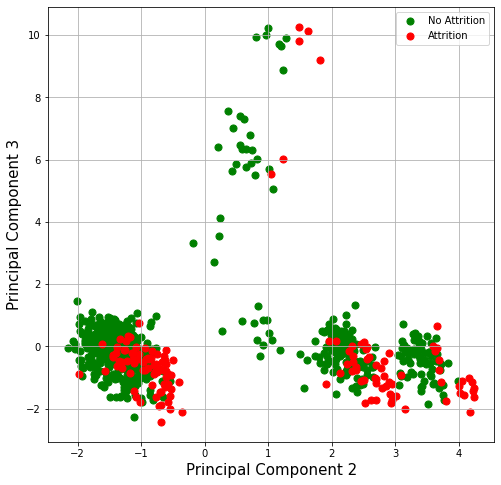 No Attrition
Attrition
10
8
6
4
2
0
−2
Principal Component 3
−2 −1 0 1 2 3 4
Principal Component 2